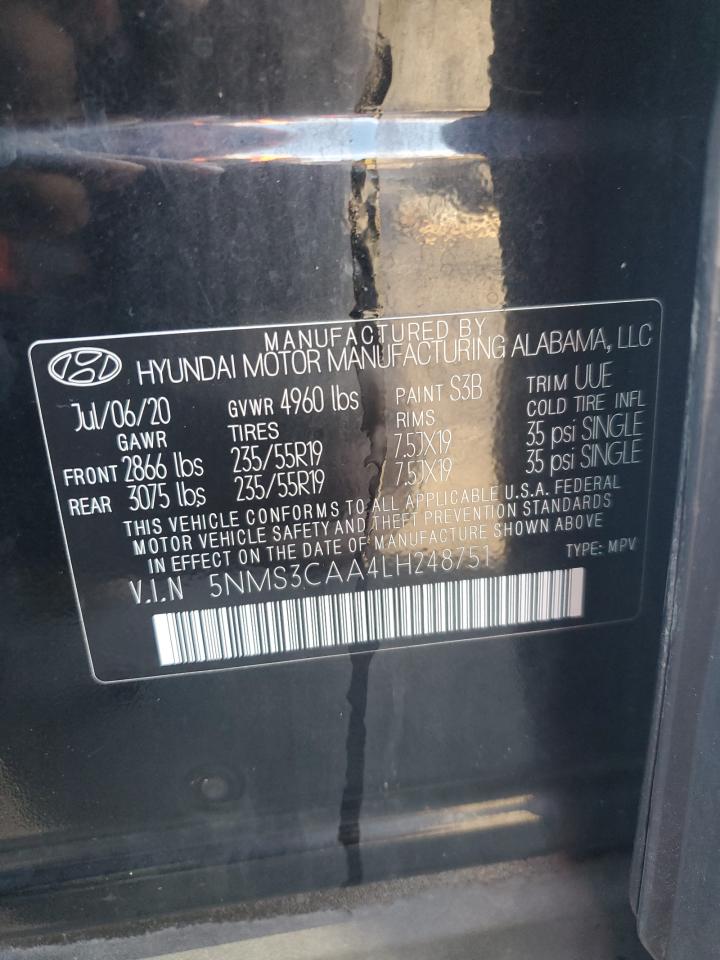 MANUFACTURED BY
HYUNDAI MOTOR MANUFACTURING ALABAMA, LLC
Jul/06/20 GVWR 4960 lbs PAINT S3B TRIM UUE
GAWR TIRES RIMS COLD TIRE INFL
FRONT 2866 lbs 235/55R19 7.5JX19 35 psi SINGLE
REAR 3075 lbs 235/55R19 7.5JX19 35 psi SINGLE
THIS VEHICLE CONFORMS TO ALL APPLICABLE U.S.A. FEDERAL
MOTOR VEHICLE SAFETY AND THEFT PREVENTION STANDARDS
IN EFFECT ON THE DATE OF MANUFACTURE SHOWN ABOVE
V.I.N 5NMS3CAA4LH248751 TYPE: MPV